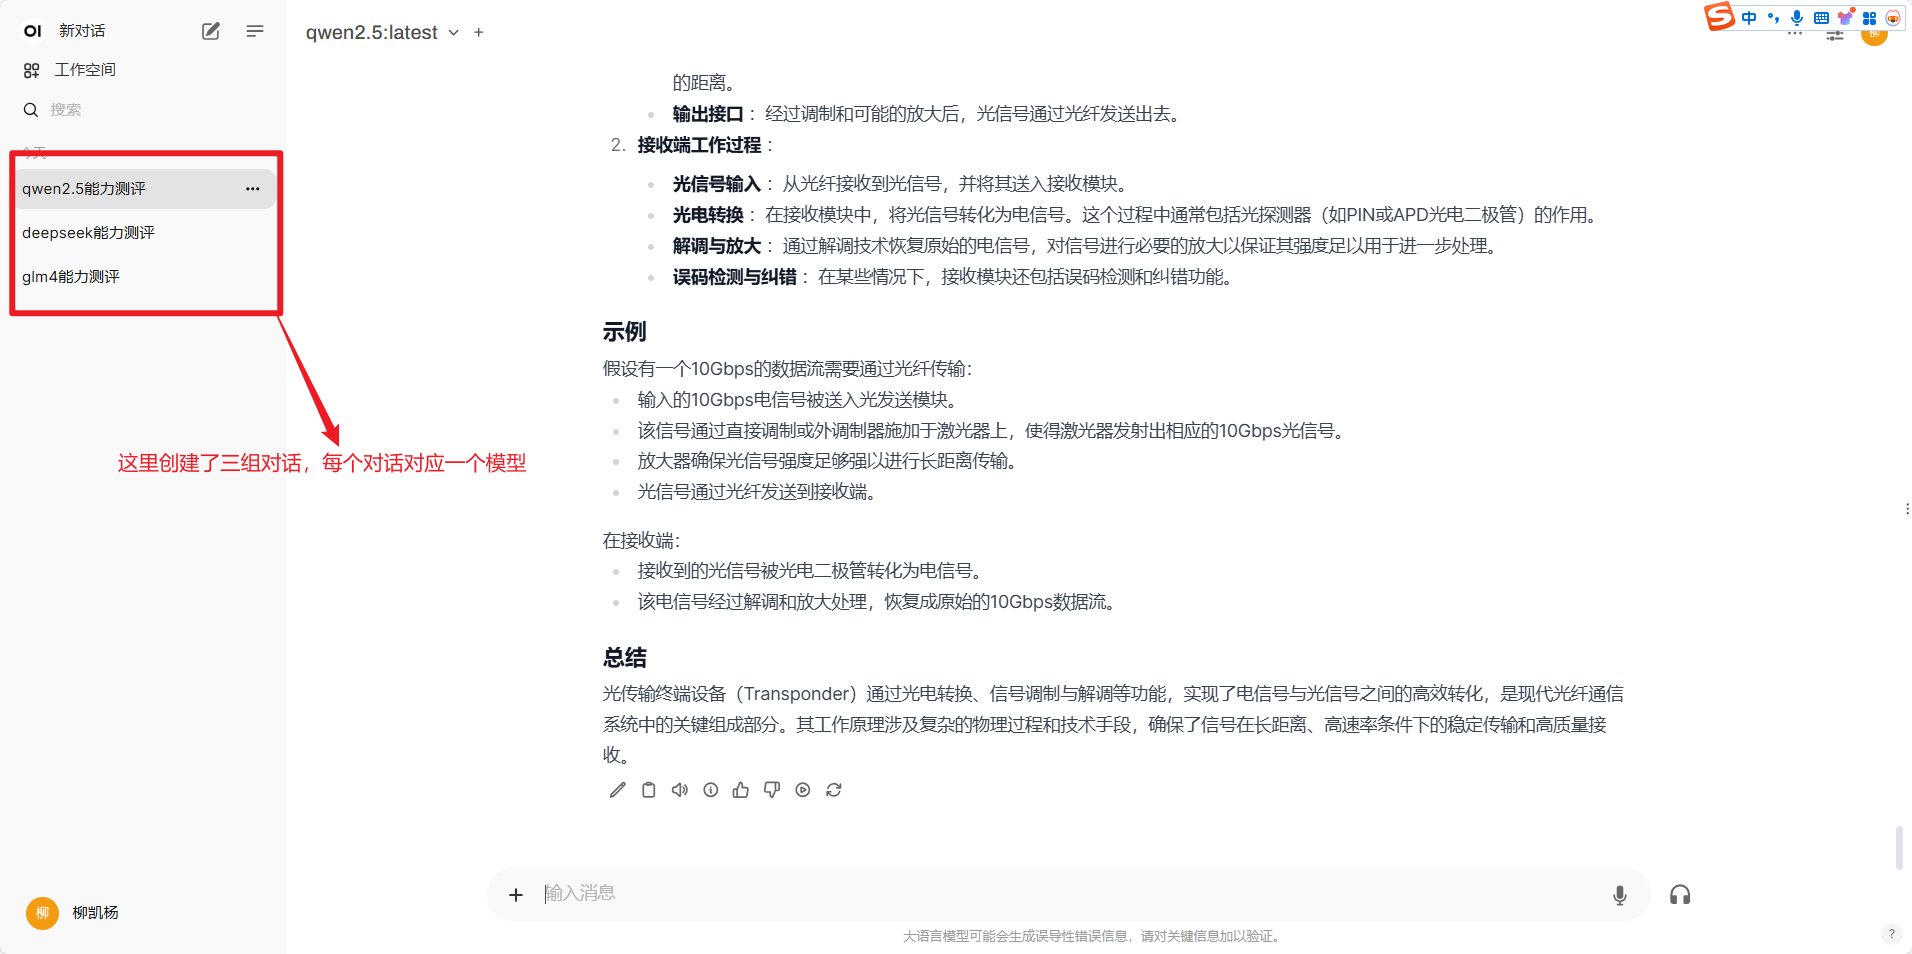 OI 新对话
工作空间
搜索
今天
qwen2.5能力测评
deepseek能力测评
glm4能力测评
这里创建了三组对话，每个对话对应一个模型
柳 柳凯杨
qwen2.5:latest
中
柳
的距离。
输出接口： 经过调制和可能的放大后，光信号通过光纤发送出去。
2. 接收端工作过程：
光信号输入： 从光纤接收到光信号，并将其送入接收模块。
光电转换： 在接收模块中，将光信号转化为电信号。这个过程中通常包括光探测器（如PIN或APD光电二极管）的作用。
解调与放大： 通过解调技术恢复原始的电信号，对信号进行必要的放大以保证其强度足以用于进一步处理。
误码检测与纠错： 在某些情况下，接收模块还包括误码检测和纠错功能。
示例
假设有一个10Gbps的数据流需要通过光纤传输：
输入的10Gbps电信号被送入光发送模块。
该信号通过直接调制或外调制器施加于激光器上，使得激光器发射出相应的10Gbps光信号。
放大器确保光信号强度足够强以进行长距离传输。
光信号通过光纤发送到接收端。
在接收端：
接收到的光信号被光电二极管转化为电信号。
该电信号经过解调和放大处理，恢复成原始的10Gbps数据流。
总结
光传输终端设备（Transponder）通过光电转换、信号调制与解调等功能，实现了电信号与光信号之间的高效转化，是现代光纤通信
系统中的关键组成部分。其工作原理涉及复杂的物理过程和技术手段，确保了信号在长距离、高速率条件下的稳定传输和高质量接
收。
输入消息
大语言模型可能会生成误导性错误信息，请对关键信息加以验证。
?